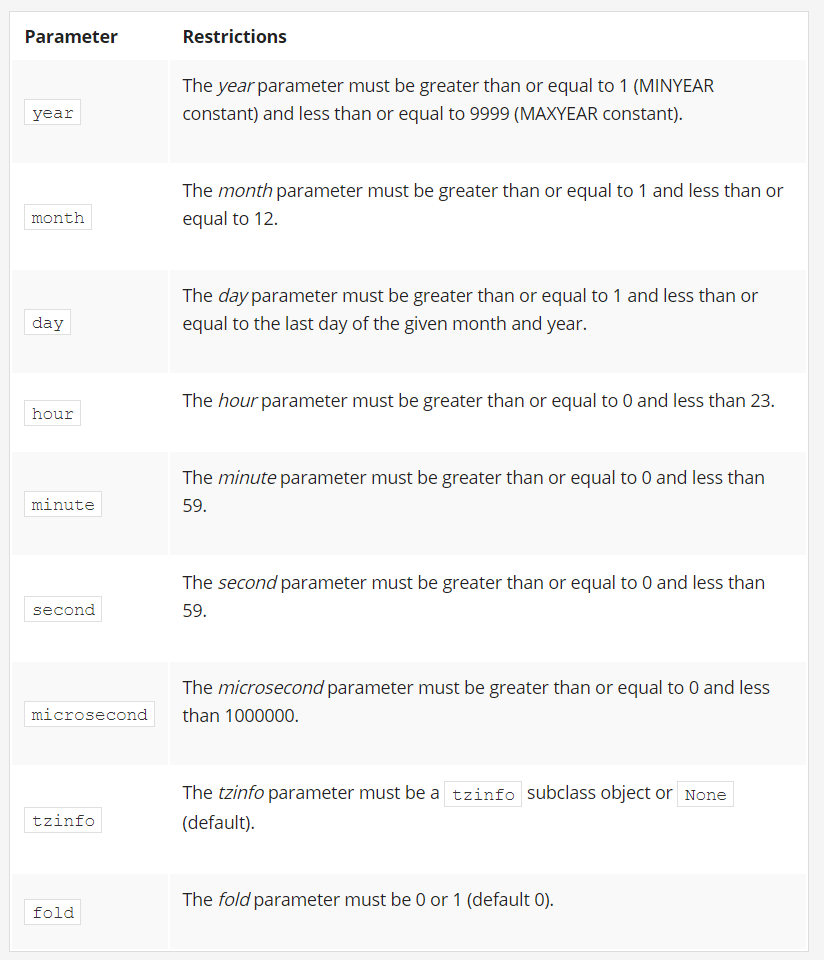 Parameter Restrictions
The year parameter must be greater than or equal to 1 (MINYEAR
year
constant) and less than or equal to 9999 (MAXYEAR constant).
The month parameter must be greater than or equal to 1 and less than or
month
equal to 12.
The day parameter must be greater than or equal to 1 and less than or
day
equal to the last day of the given month and year.
The hour parameter must be greater than or equal to 0 and less than 23.
hour
The minute parameter must be greater than or equal to 0 and less than
minute
59.
The second parameter must be greater than or equal to 0 and less than
second
59.
The microsecond parameter must be greater than or equal to 0 and less
microsecond
than 1000000.
The tzinfo parameter must be a tzinfo subclass object or None
tzinfo
(default).
The fold parameter must be 0 or 1 (default 0).
fold